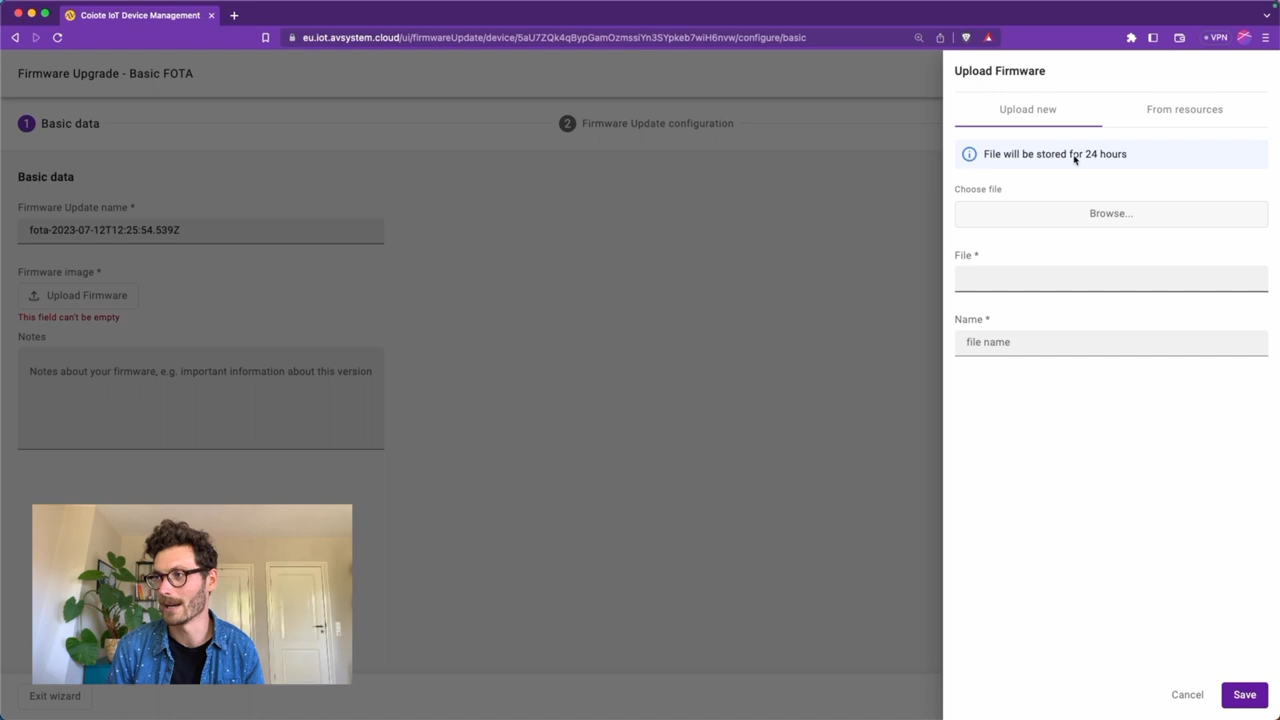 Coiote IoT Device Management
eu.iot.avsystem.cloud/ui/firmwareUpdate/device/5aU7ZQk4qBypGamOzmssiYn3SYpkeb7wiH6nvw/configure/basic
VPN
Firmware Upgrade - Basic FOTA
1 Basic data
2 Firmware Update configuration
Basic data
Firmware Update name *
fota-2023-07-12T12:25:54.539Z
Firmware image *
Upload Firmware
This field can't be empty
Notes
Notes about your firmware, e.g. important information about this version
Exit wizard
Upload Firmware
Upload new
From resources
File will be stored for 24 hours
Choose file
Browse...
File *
Name *
file name
Cancel
Save